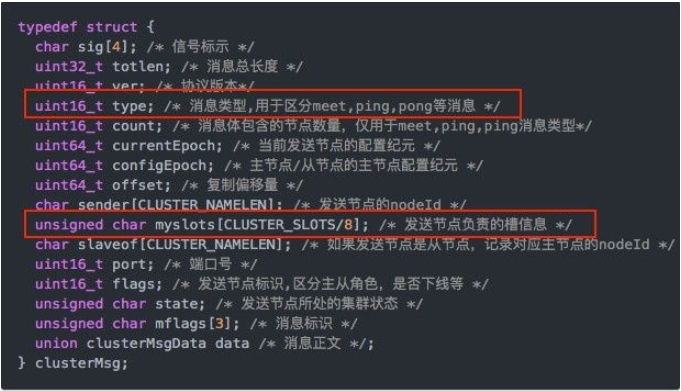 typedef struct {
char sig[4]; /* 信号标示 */
uint32_t totlen; /* 消息总长度 */
uint16_t ver; /* 协议版本*/
uint16_t type; /* 消息类型,用于区分meet,ping,pong等消息 */
uint16_t count; /* 消息体包含的节点数量，仅用于meet,ping,ping消息类型*/
uint64_t currentEpoch; /* 当前发送节点的配置纪元 */
uint64_t configEpoch; /* 主节点/从节点的主节点配置纪元 */
uint64_t offset; /* 复制偏移量 */
char sender[CLUSTER_NAMELEN]; /* 发送节点的nodeId */
unsigned char myslots[CLUSTER_SLOTS/8]; /* 发送节点负责的槽信息 */
char slaveof[CLUSTER_NAMELEN]; /* 如果发送节点是从节点，记录对应主节点的nodeId */
uint16_t port; /* 端口号 */
uint16_t flags; /* 发送节点标识,区分主从角色，是否下线等 */
unsigned char state; /* 发送节点所处的集群状态 */
unsigned char mflags[3]; /* 消息标识 */
union clusterMsgData data /* 消息正文 */;
} clusterMsg;